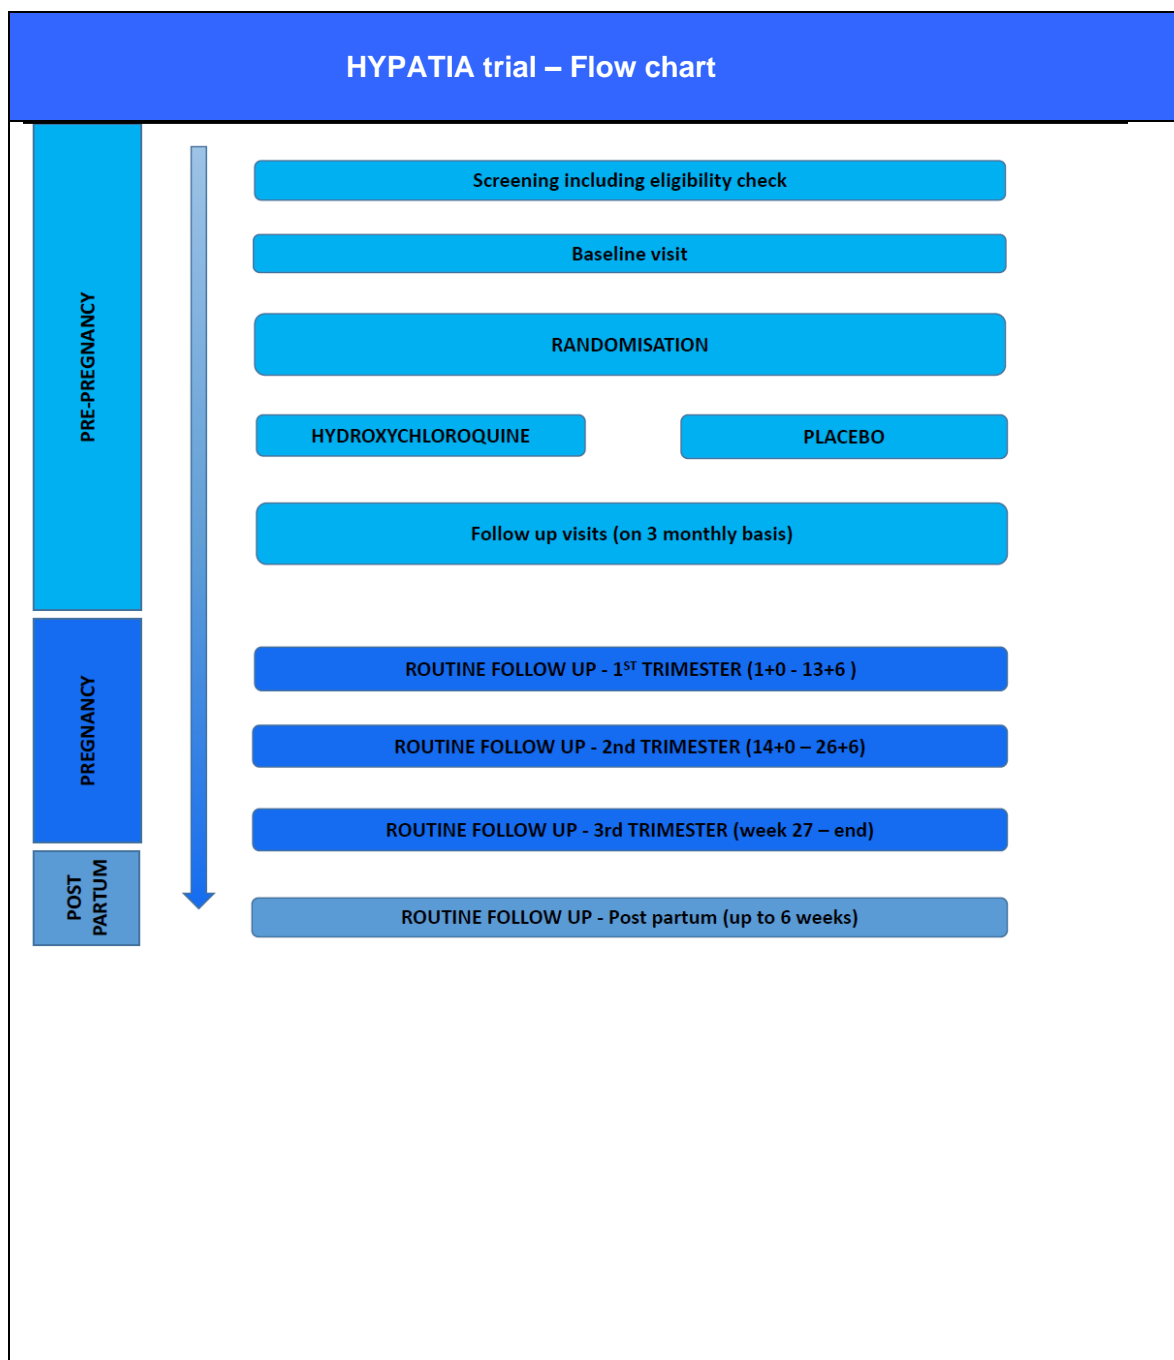 HYPATIA trial – Flow chart
PRE-PREGNANCY
Screening including eligibility check
Baseline visit
RANDOMISATION
HYDROXYCHLOROQUINE
PLACEBO
Follow up visits (on 3 monthly basis)
PREGNANCY
ROUTINE FOLLOW UP - 1ST TRIMESTER (1+0 - 13+6 )
ROUTINE FOLLOW UP - 2nd TRIMESTER (14+0 – 26+6)
ROUTINE FOLLOW UP - 3rd TRIMESTER (week 27 – end)
POST
PARTUM
ROUTINE FOLLOW UP - Post partum (up to 6 weeks)